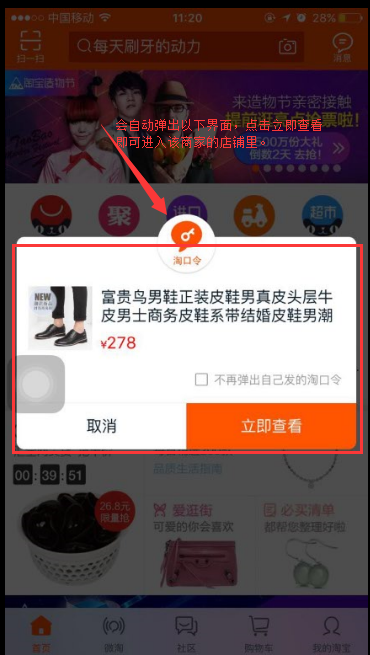 中国移动
11:20
28%
扫一扫
每天刷牙的动力
消息
淘宝造物节
来造物节亲密接触
提前逛亮点抢票啦!
倒数2天 去抢 >>
会自动弹出以下界面，点击立即查看
即可进入该商家的店铺里。
聚
进口
超市
淘口令
NEW
富贵鸟男鞋正装皮鞋男真皮头层牛
皮男士商务皮鞋系带结婚皮鞋男潮
¥278
不再弹出自己发的淘口令
取消
立即查看
00:39:51
品质生活指南
26.8元
限量抢
爱逛街
可爱的你会喜欢
必买清单
都帮您整理好啦
首页
微淘
社区
购物车
我的淘宝